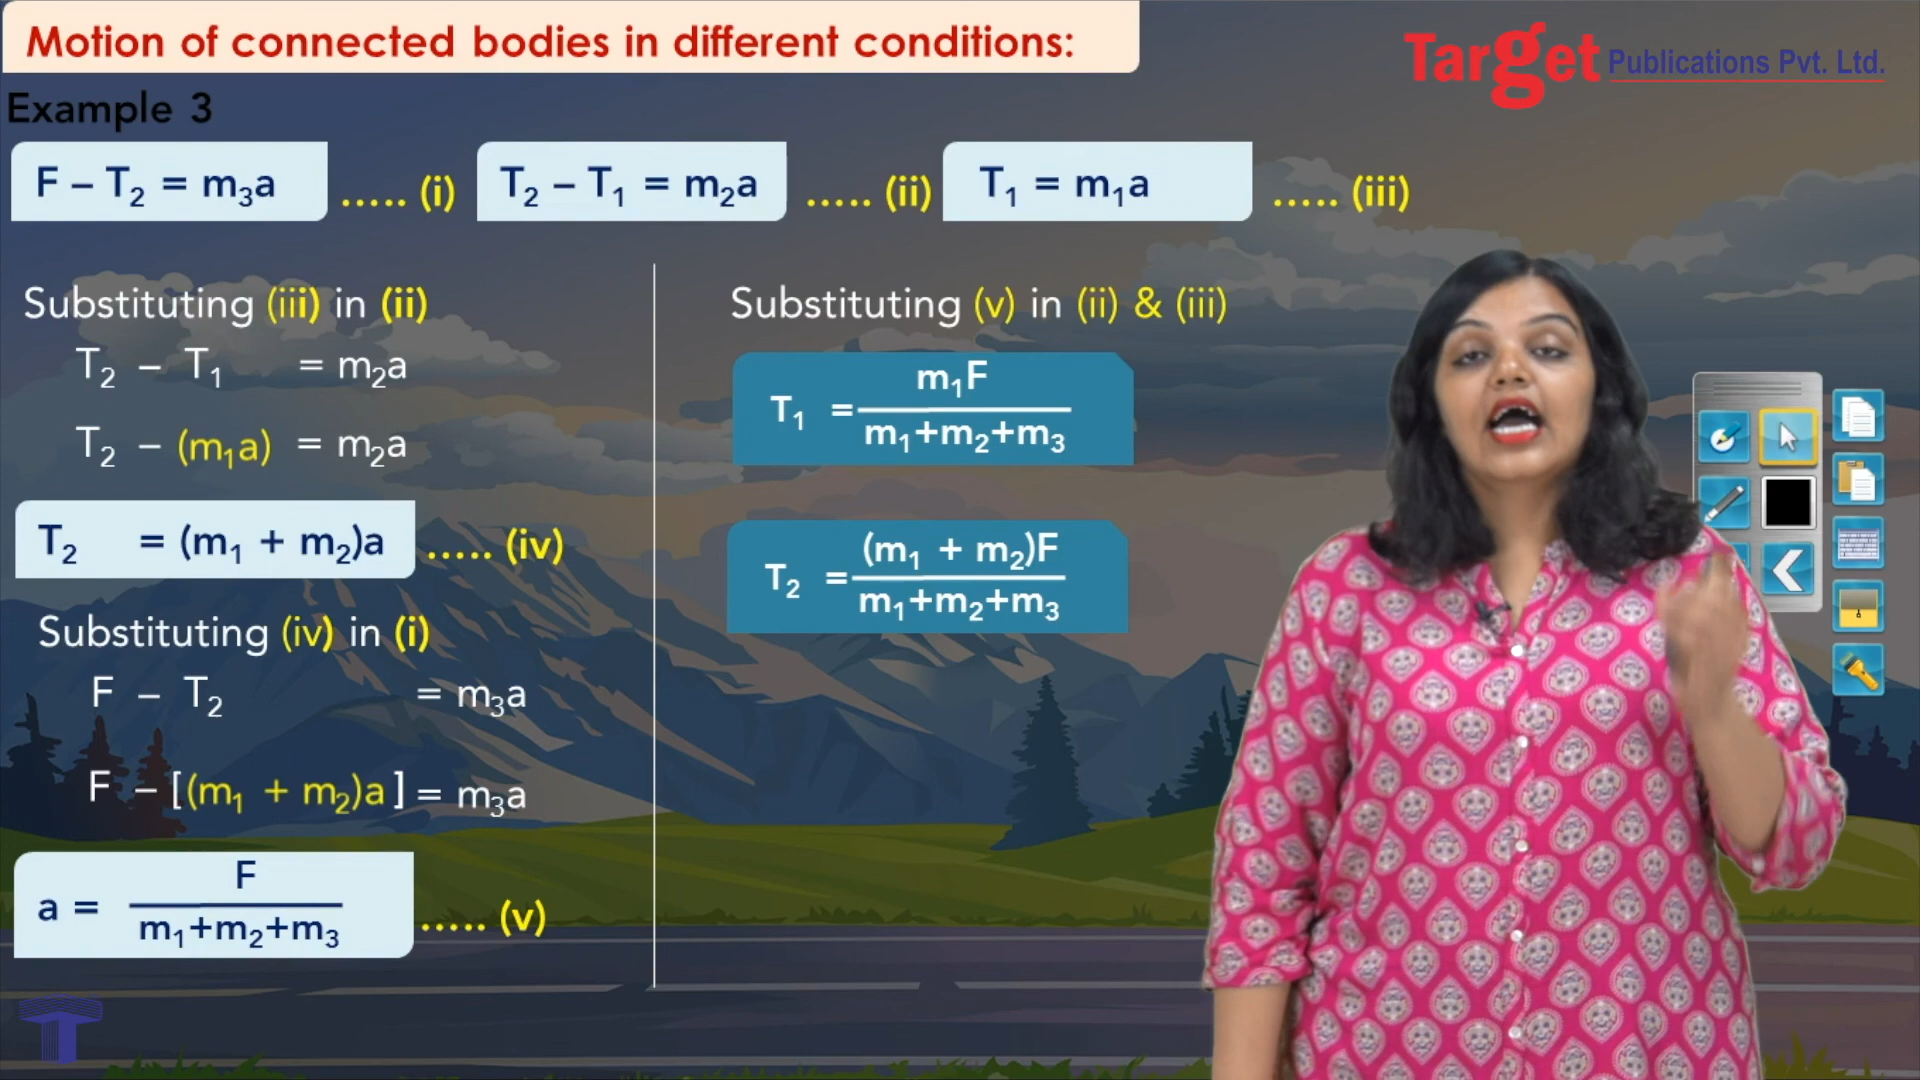 Motion of connected bodies in different conditions:
Target Publications Pvt. Ltd.
Example 3
F – T₂ = m₃a ..... (i) T₂ – T₁ = m₂a ..... (ii) T₁ = m₁a ..... (iii)
Substituting (iii) in (ii)
T₂ – T₁ = m₂a
T₂ – (m₁a) = m₂a
T₂ = (m₁ + m₂)a ..... (iv)
Substituting (iv) in (i)
F – T₂ = m₃a
F – [(m₁ + m₂)a] = m₃a
a = F / m₁+m₂+m₃ ..... (v)
Substituting (v) in (ii) & (iii)
T₁ = m₁F / m₁+m₂+m₃
T₂ = (m₁ + m₂)F / m₁+m₂+m₃
T